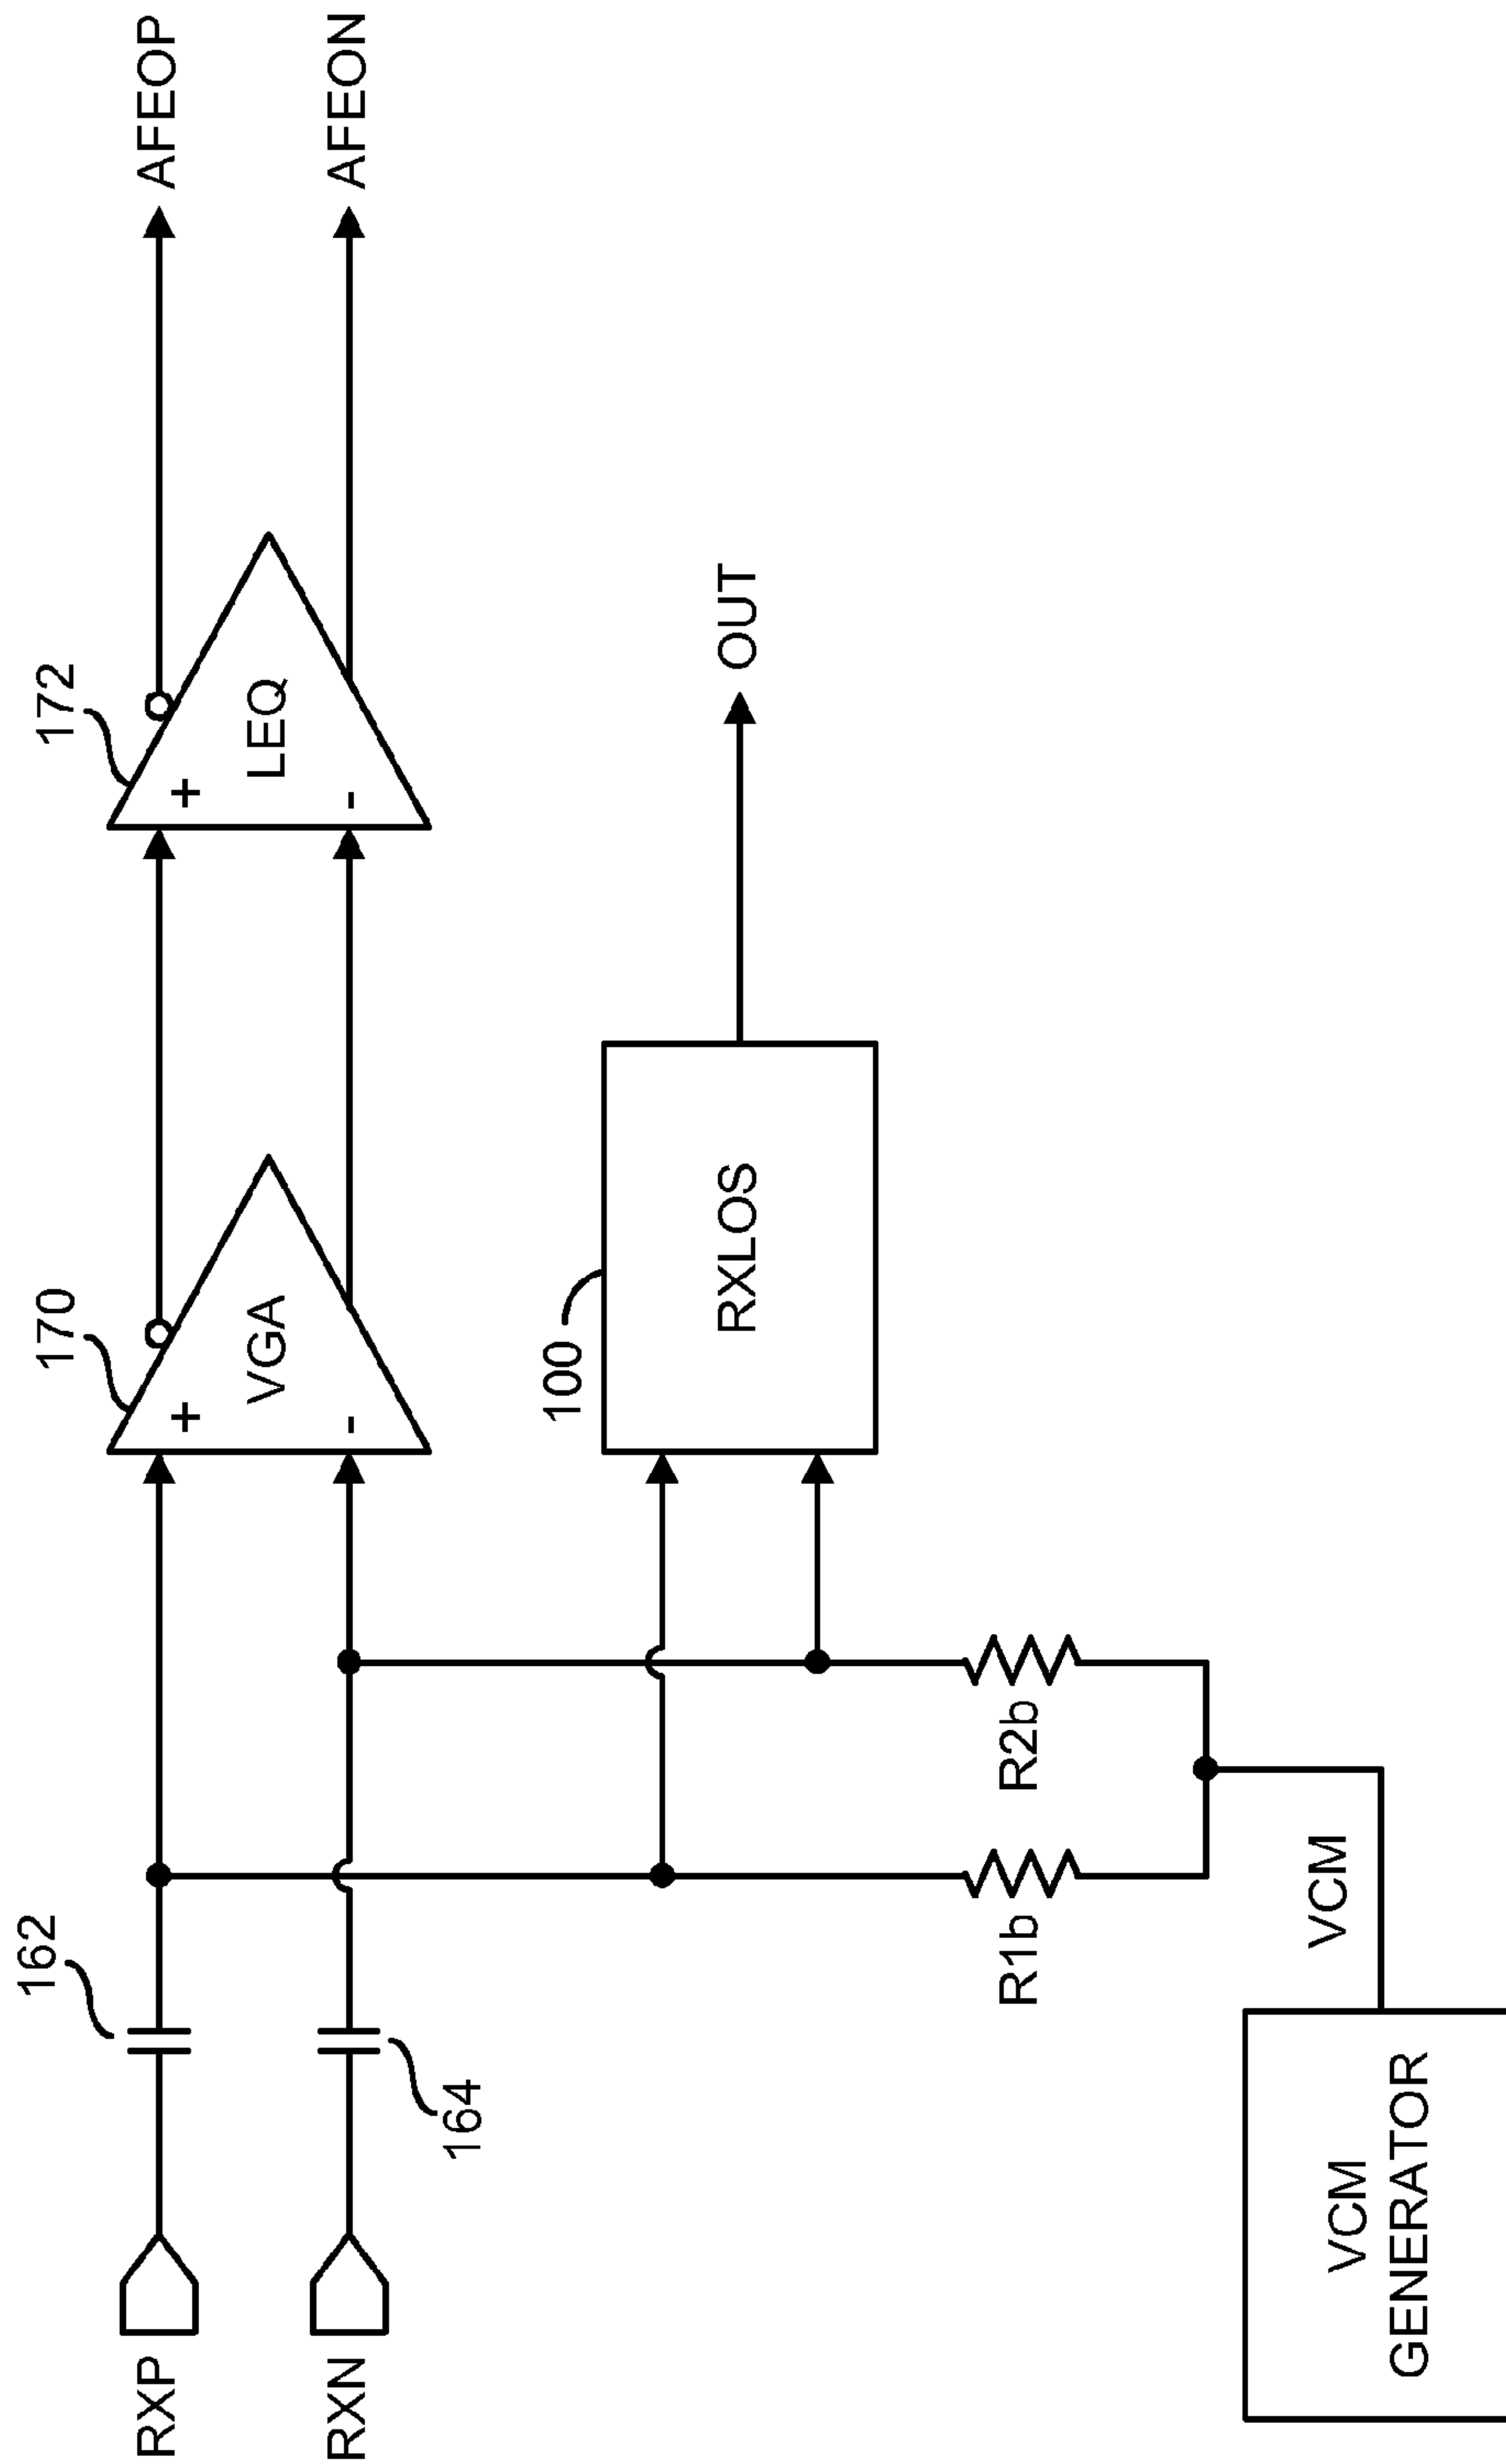 RXP
162
170
VGA
+
-
172
LEQ
+
-
AFEOP
RXN
164
AFEON
100
RXLOS
OUT
R1b
R2b
VCM
VCM
GENERATOR